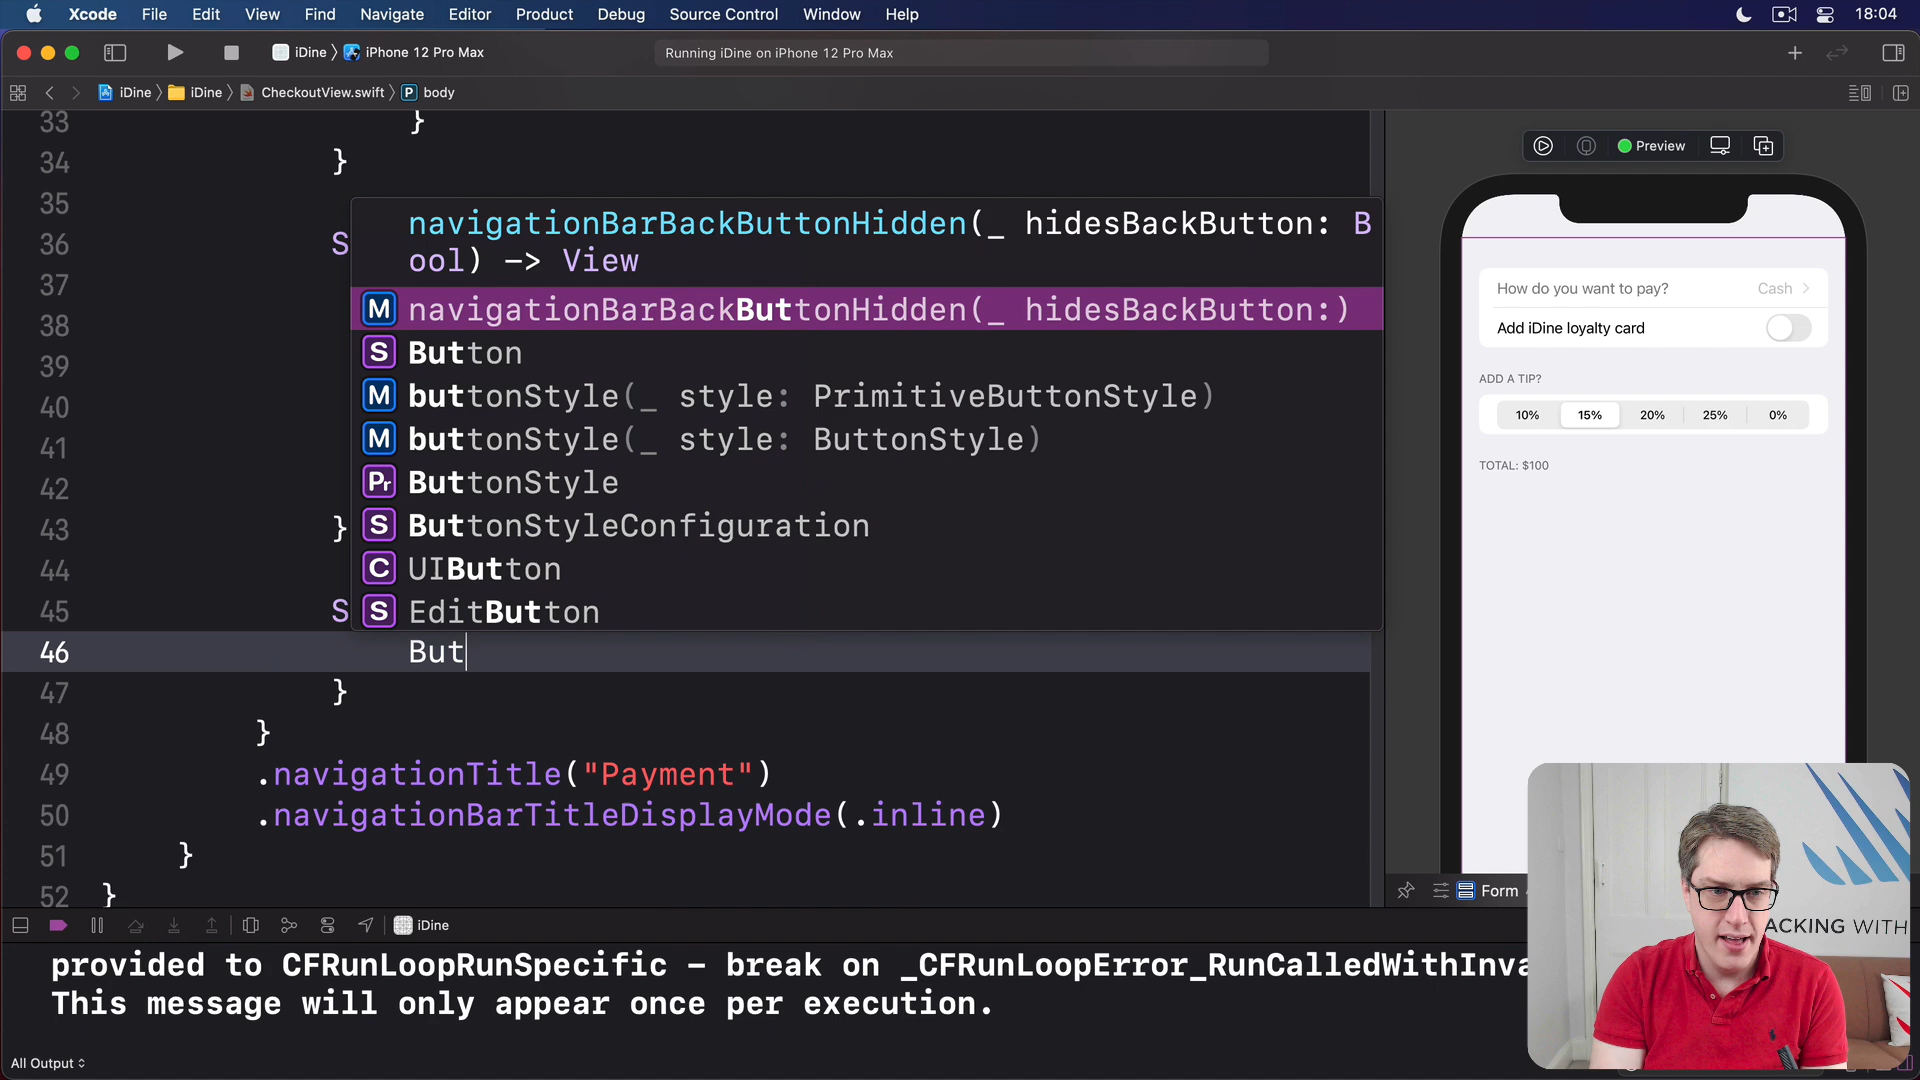 Xcode File Edit View Find Navigate Editor Product Debug Source Control Window Help 18:04
iDine iPhone 12 Pro Max Running iDine on iPhone 12 Pro Max
iDine iDine CheckoutView.swift P body
33 }
34 }
35
36 S
37
38
39
40
41
42
43 }
44
45 S
46 But
47 }
48 }
49 .navigationTitle("Payment")
50 .navigationBarTitleDisplayMode(.inline)
51 }
52 }
navigationBarBackButtonHidden(_ hidesBackButton: B
ool) -> View
M navigationBarBackButtonHidden(_ hidesBackButton:)
S Button
M buttonStyle(_ style: PrimitiveButtonStyle)
M buttonStyle(_ style: ButtonStyle)
Pr ButtonStyle
S ButtonStyleConfiguration
C UIButton
S EditButton
Preview
How do you want to pay? Cash
Add iDine loyalty card
ADD A TIP?
10% 15% 20% 25% 0%
TOTAL: $100
Form
ACKING WITH
iDine
provided to CFRunLoopRunSpecific - break on _CFRunLoopError_RunCalledWithInva
This message will only appear once per execution.
All Output